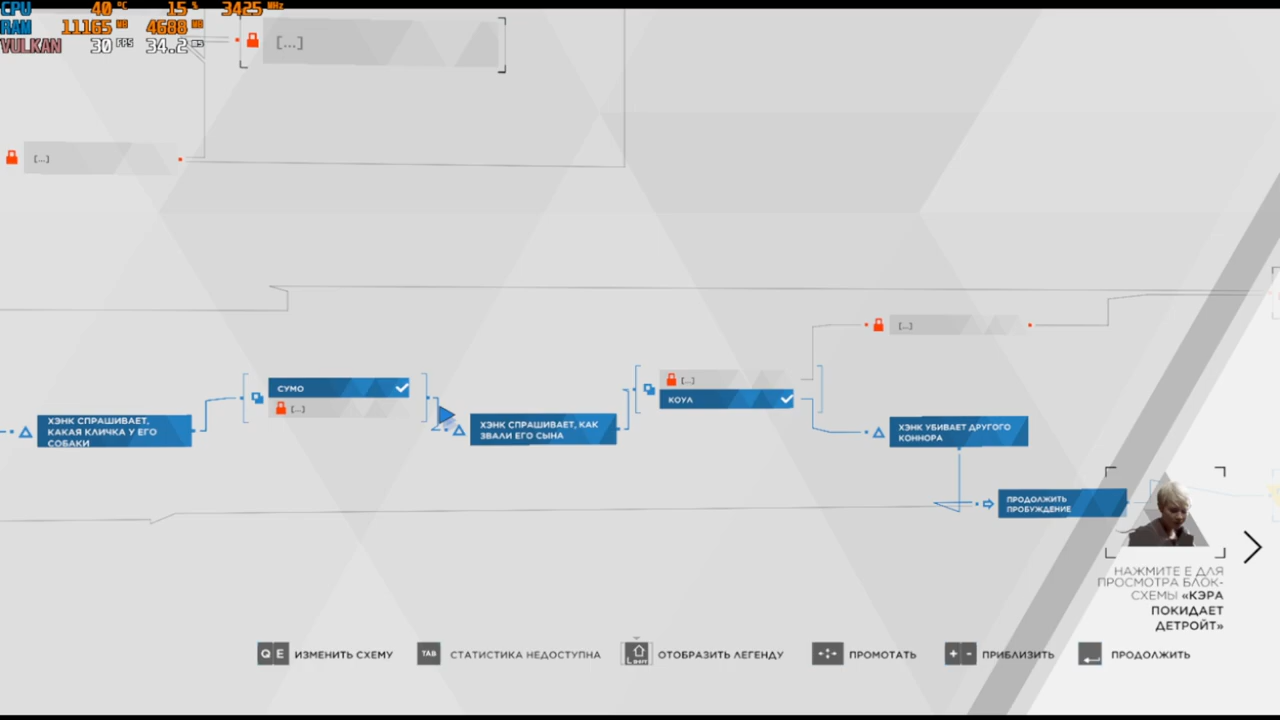 CPU 40 °C 15 % 3425 MHz
RAM 11165 MB 4688 MB
VULKAN 30 FPS 34.2 ms
[...]
[...]
[...]
[...]
СУМО
[...]
КОУЛ
ХЭНК СПРАШИВАЕТ,
КАКАЯ КЛИЧКА У ЕГО
СОБАКИ
ХЭНК СПРАШИВАЕТ, КАК
ЗВАЛИ ЕГО СЫНА
ХЭНК УБИВАЕТ ДРУГОГО
КОННОРА
ПРОДОЛЖИТЬ
ПРОБУЖДЕНИЕ
НАЖМИТЕ E ДЛЯ
ПРОСМОТРА БЛОК-
СХЕМЫ «КЭРА
ПОКИДАЕТ
ДЕТРОЙТ»
Q E ИЗМЕНИТЬ СХЕМУ
TAB СТАТИСТИКА НЕДОСТУПНА
ОТОБРАЗИТЬ ЛЕГЕНДУ
ПРОМОТАТЬ
+ - ПРИБЛИЗИТЬ
ПРОДОЛЖИТЬ